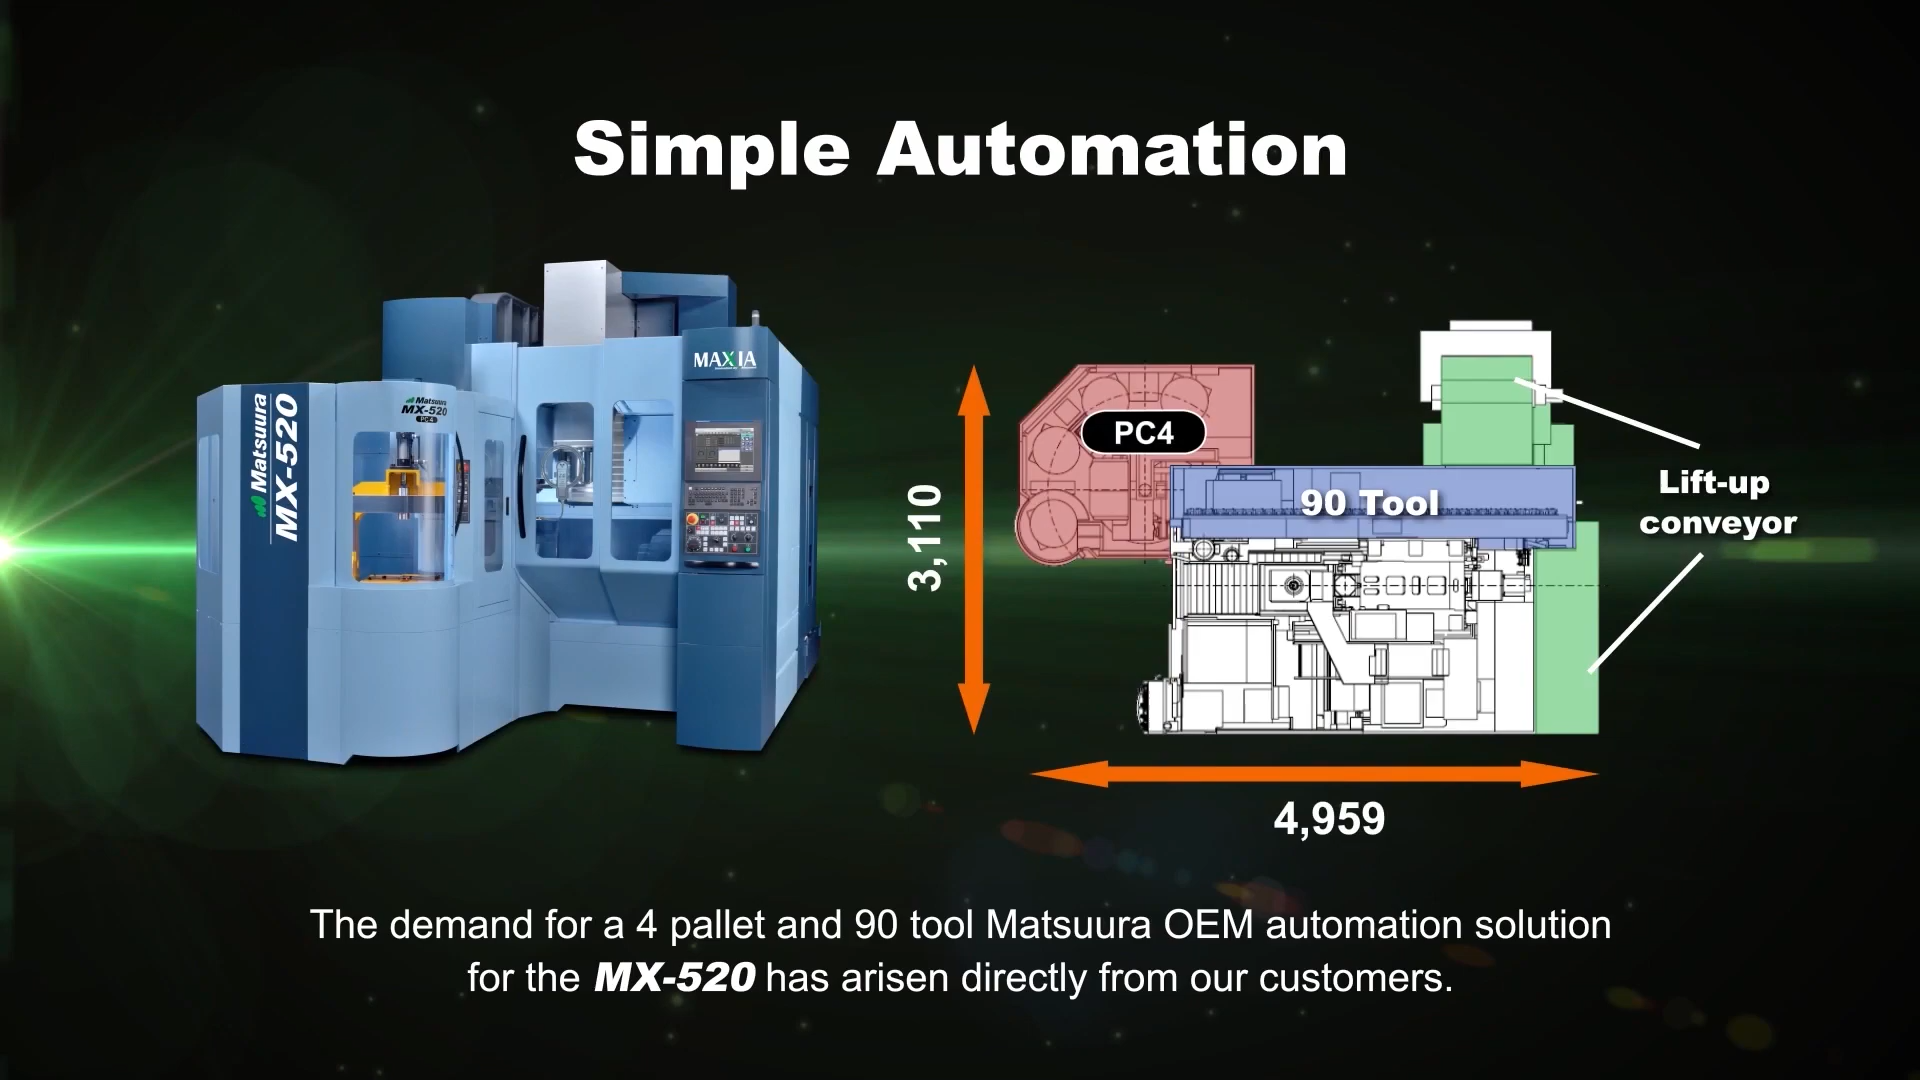 Simple Automation
MAXIA
Matsuura
MX-520
Matsuura
MX-520
PC4
PC4
90 Tool
Lift-up
conveyor
3,110
4,959
The demand for a 4 pallet and 90 tool Matsuura OEM automation solution
for the MX-520 has arisen directly from our customers.